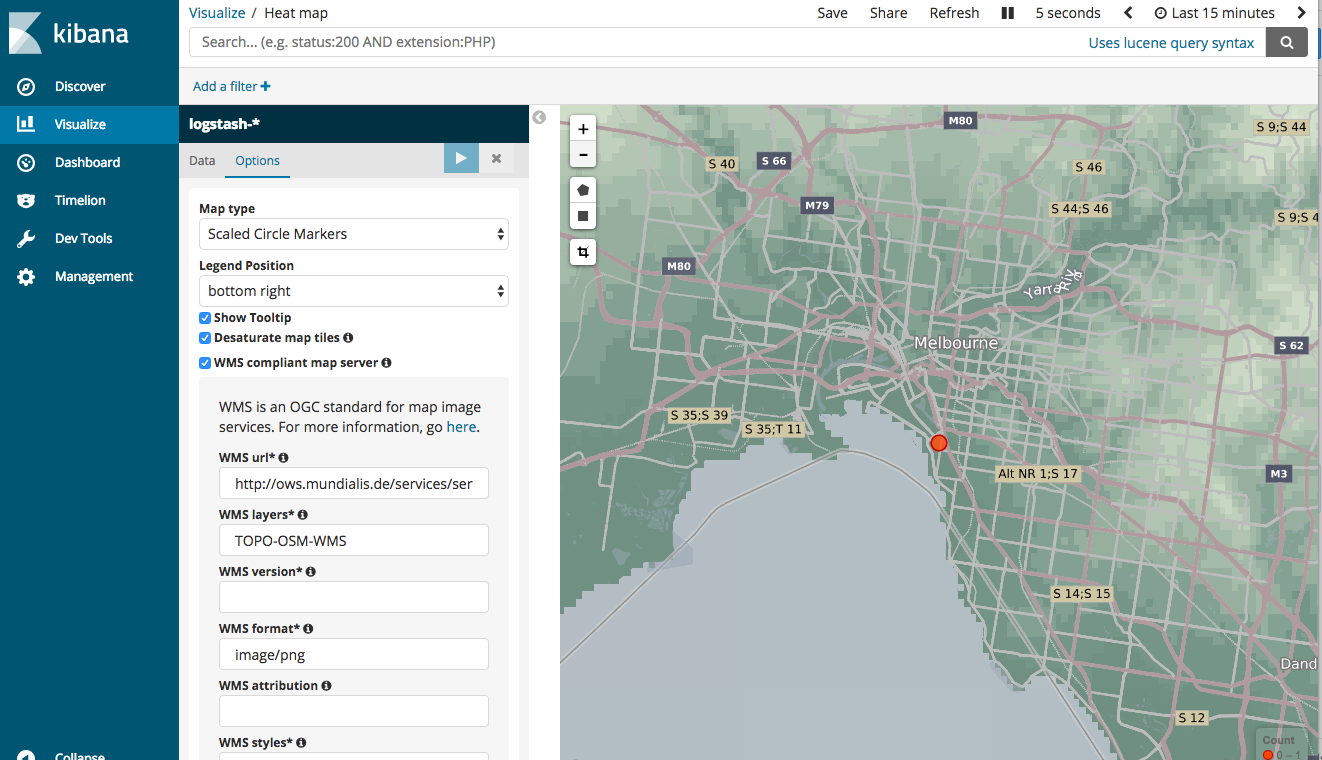 kibana
Discover
Visualize
Dashboard
Timelion
Dev Tools
Management
Collapse
Visualize / Heat map
Save Share Refresh 5 seconds Last 15 minutes
Search... (e.g. status:200 AND extension:PHP) Uses lucene query syntax
Add a filter +
logstash-*
Data Options
Map type
Scaled Circle Markers
Legend Position
bottom right
Show Tooltip
Desaturate map tiles
WMS compliant map server
WMS is an OGC standard for map image
services. For more information, go here.
WMS url*
http://ows.mundialis.de/services/ser
WMS layers*
TOPO-OSM-WMS
WMS version*
WMS format*
image/png
WMS attribution
WMS styles*
+
−
M80
S 9;S 44
S 40
S 66
S 46
M79
S 44;S 46
S 9;S 4
M80
Yarra Riv
Melbourne
S 62
S 35;S 39
S 35;T 11
Alt NR 1;S 17
M3
S 14;S 15
Dand
S 12
Count
0 – 1